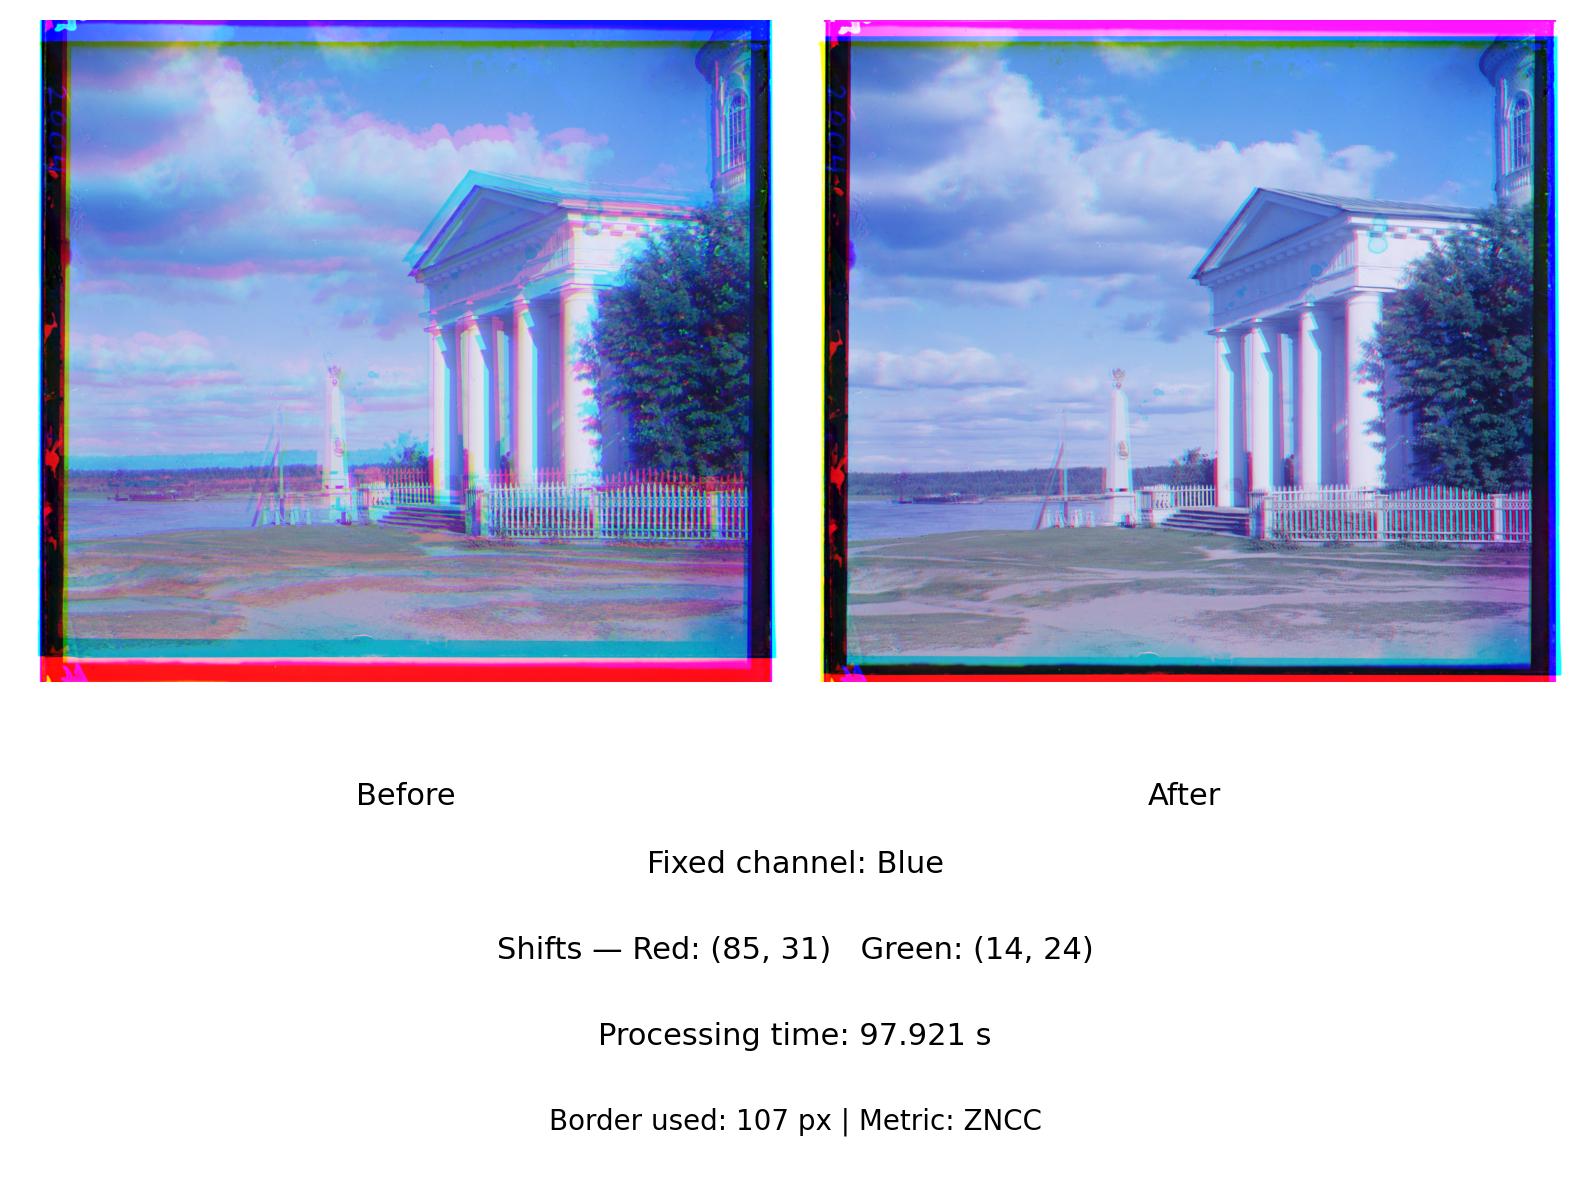 Before
After
Fixed channel: Blue
Shifts — Red: (85, 31)   Green: (14, 24)
Processing time: 97.921 s
Border used: 107 px | Metric: ZNCC